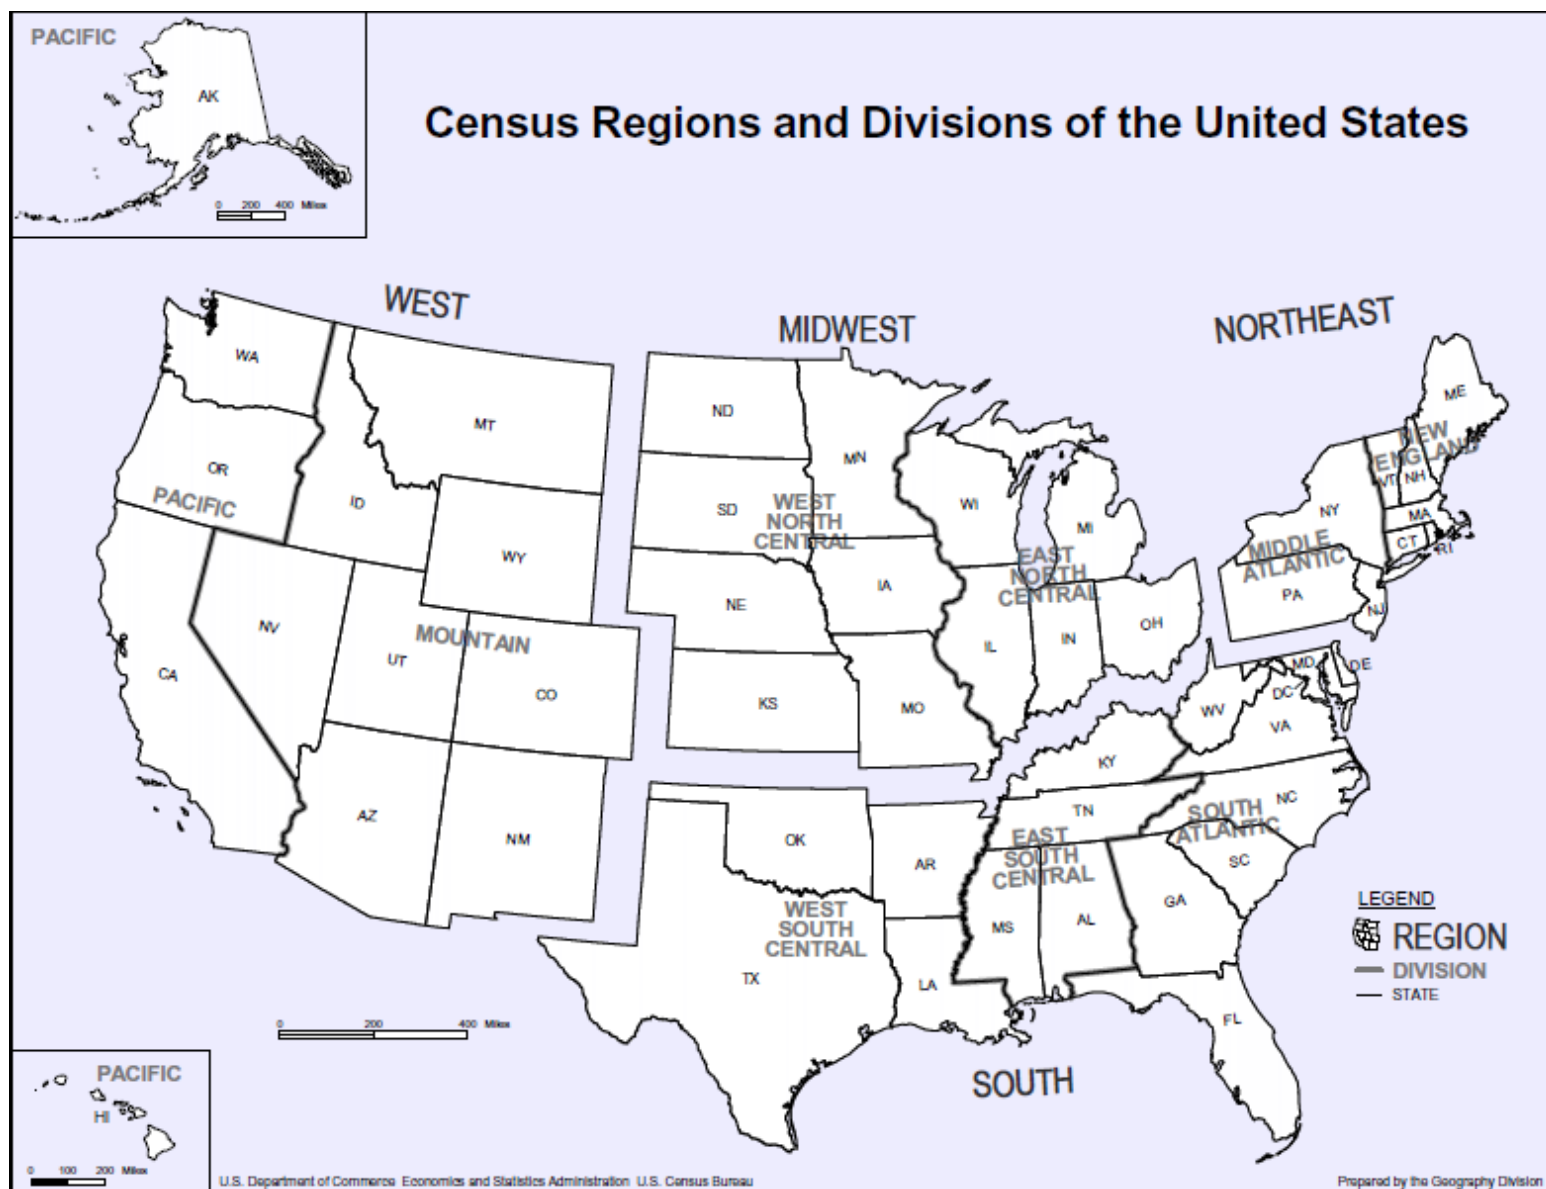 PACIFIC
AK
0 200 400 Miles
Census Regions and Divisions of the United States
WEST
MIDWEST
NORTHEAST
WA
MT
ND
MN
ME
OR
PACIFIC
ID
SD
WEST
NORTH
CENTRAL
WI
MI
NEW
ENGLAND
VT
NH
NY
MA
CT
RI
MIDDLE
ATLANTIC
WY
EAST
NORTH
CENTRAL
IA
NE
PA
NJ
NV
MOUNTAIN
UT
CO
CA
KS
MO
IL
IN
OH
MD
DE
DC
WV
VA
KY
AZ
NM
OK
AR
TN
NC
SOUTH
ATLANTIC
EAST
SOUTH
CENTRAL
SC
WEST
SOUTH
CENTRAL
MS
AL
GA
TX
LA
FL
LEGEND
REGION
DIVISION
STATE
0 200 400 Miles
SOUTH
PACIFIC
HI
0 100 200 Miles
U.S. Department of Commerce Economics and Statistics Administration U.S. Census Bureau
Prepared by the Geography Division